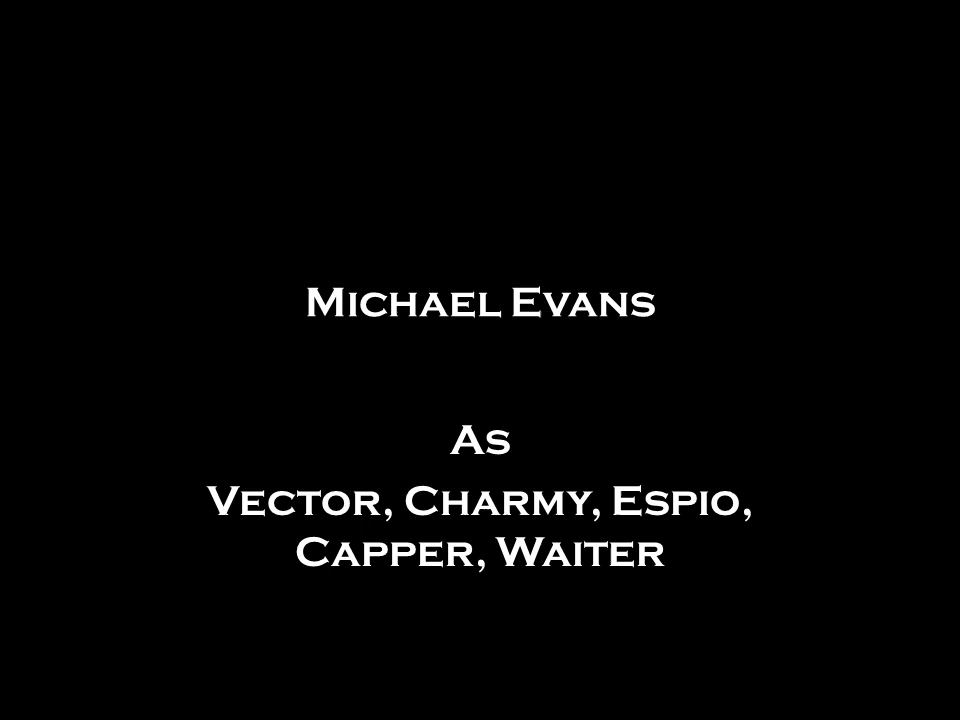 Michael Evans
As
Vector, Charmy, Espio,
Capper, Waiter